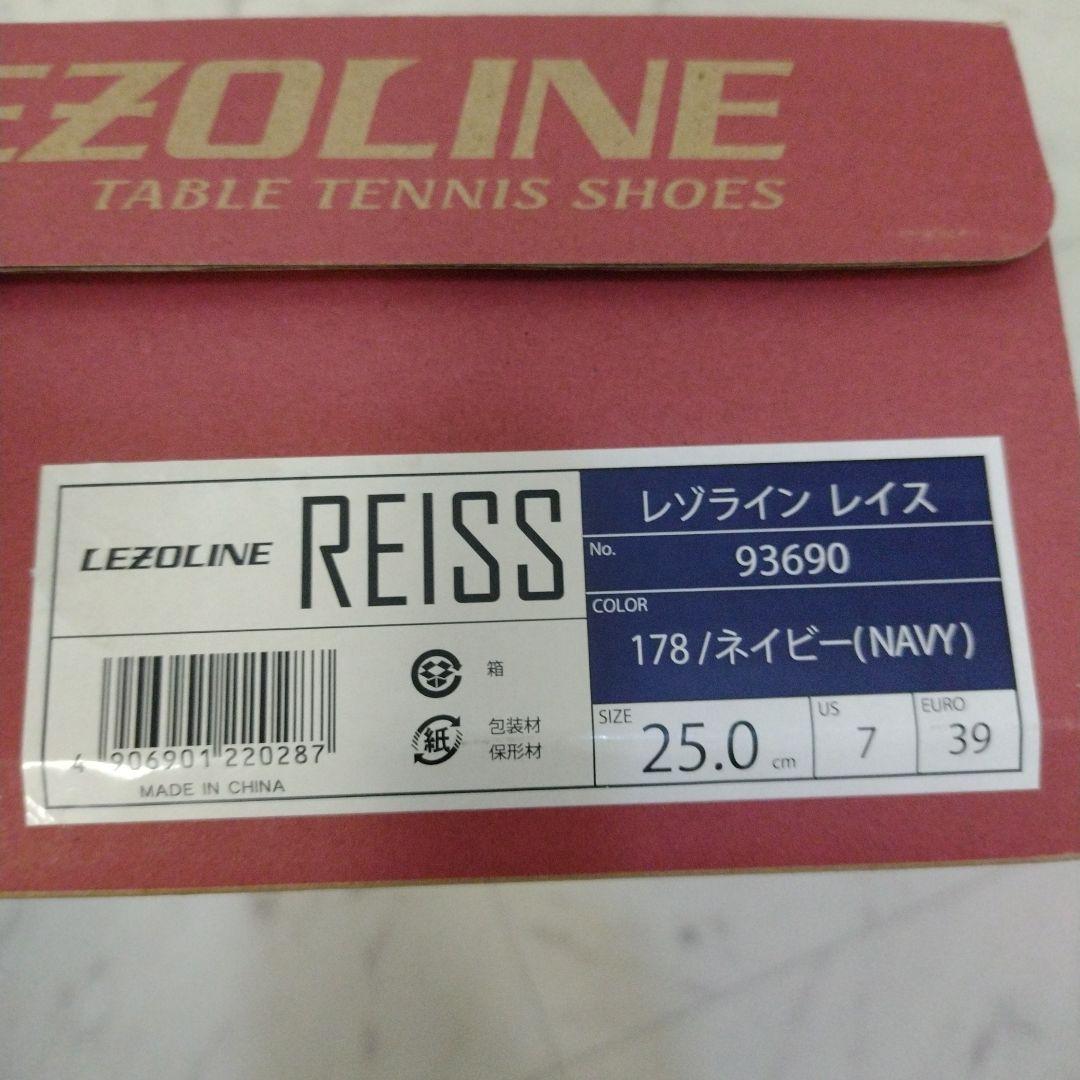 EZOLINE
TABLE TENNIS SHOES
LEZOLINE REISS
レゾライン レイス
No. 93690
COLOR
178/ネイビー(NAVY)
SIZE 25.0 cm
US 7
EURO 39
箱
紙 包装材
保形材
4 906901 220287
MADE IN CHINA